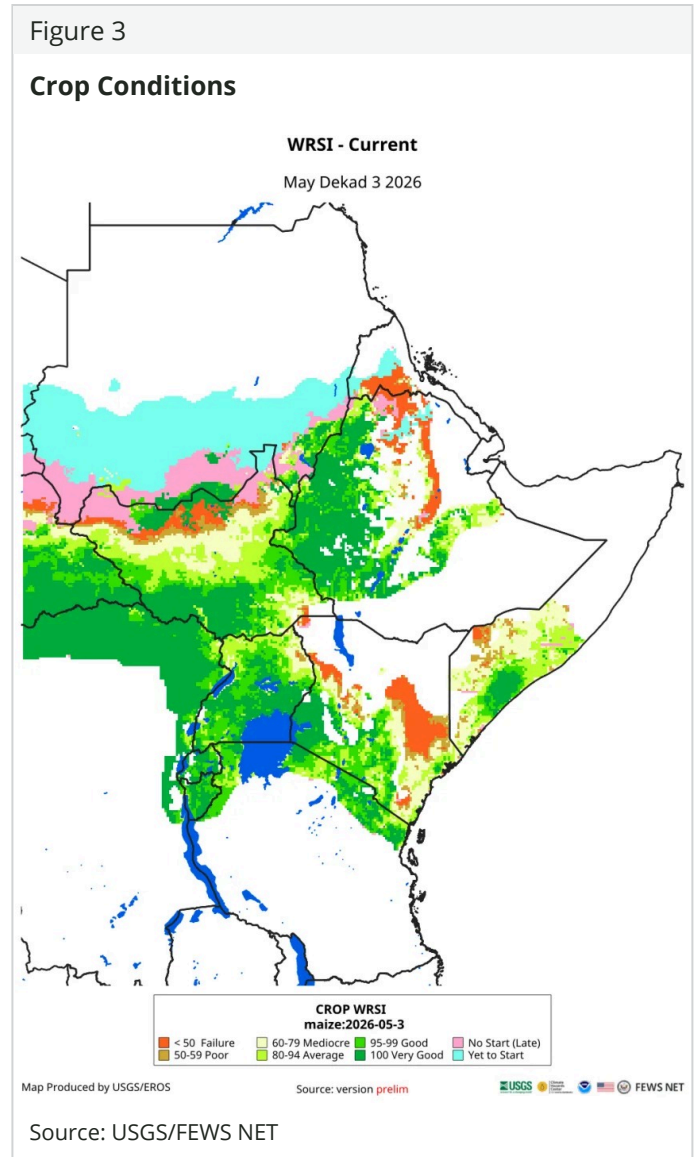 Figure 3
Crop Conditions
WRSI - Current
May Dekad 3 2026
CROP WRSI
maize:2026-05-3
< 50 Failure 60-79 Mediocre 95-99 Good No Start (Late)
50-59 Poor 80-94 Average 100 Very Good Yet to Start
Map Produced by USGS/EROS Source: version prelim USGS FEWS NET
Source: USGS/FEWS NET